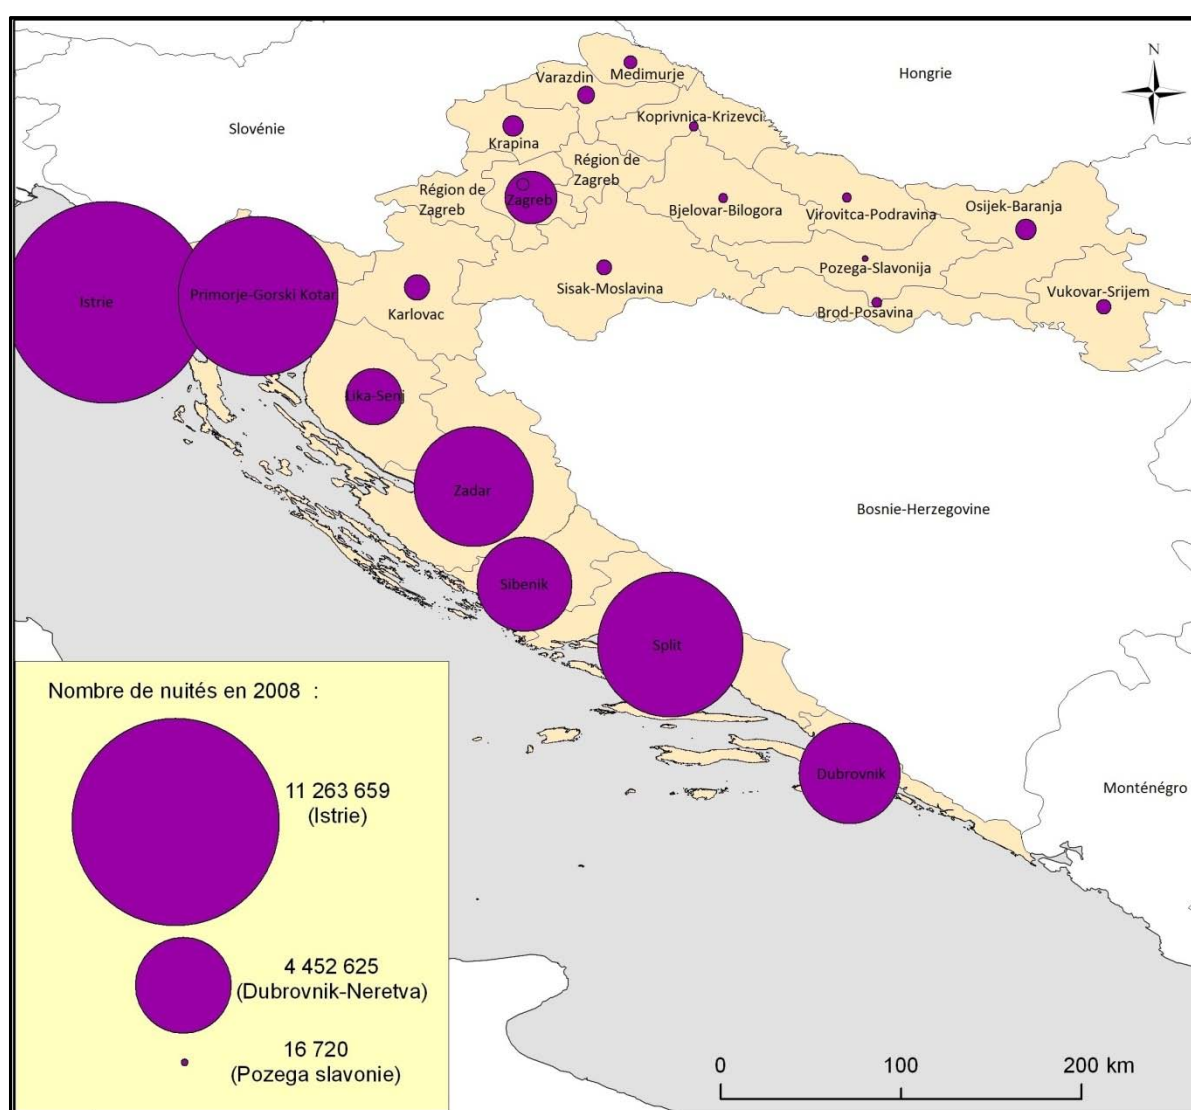 N
Hongrie
Medimurje
Varazdin
Koprivnica-Krizevci
Slovénie
Krapina
Région de
Zagreb
Région de
Zagreb
Zagreb
Bjelovar-Bilogora
Virovitca-Podravina
Osijek-Baranja
Pozega-Slavonija
Sisak-Moslavina
Vukovar-Srijem
Brod-Posavina
Karlovac
Istrie
Primorje-Gorski Kotar
Lika-Senj
Zadar
Bosnie-Herzegovine
Sibenik
Split
Dubrovnik
Monténégro
Nombre de nuités en 2008 :
11 263 659
(Istrie)
4 452 625
(Dubrovnik-Neretva)
16 720
(Pozega slavonie)
0 100 200 km